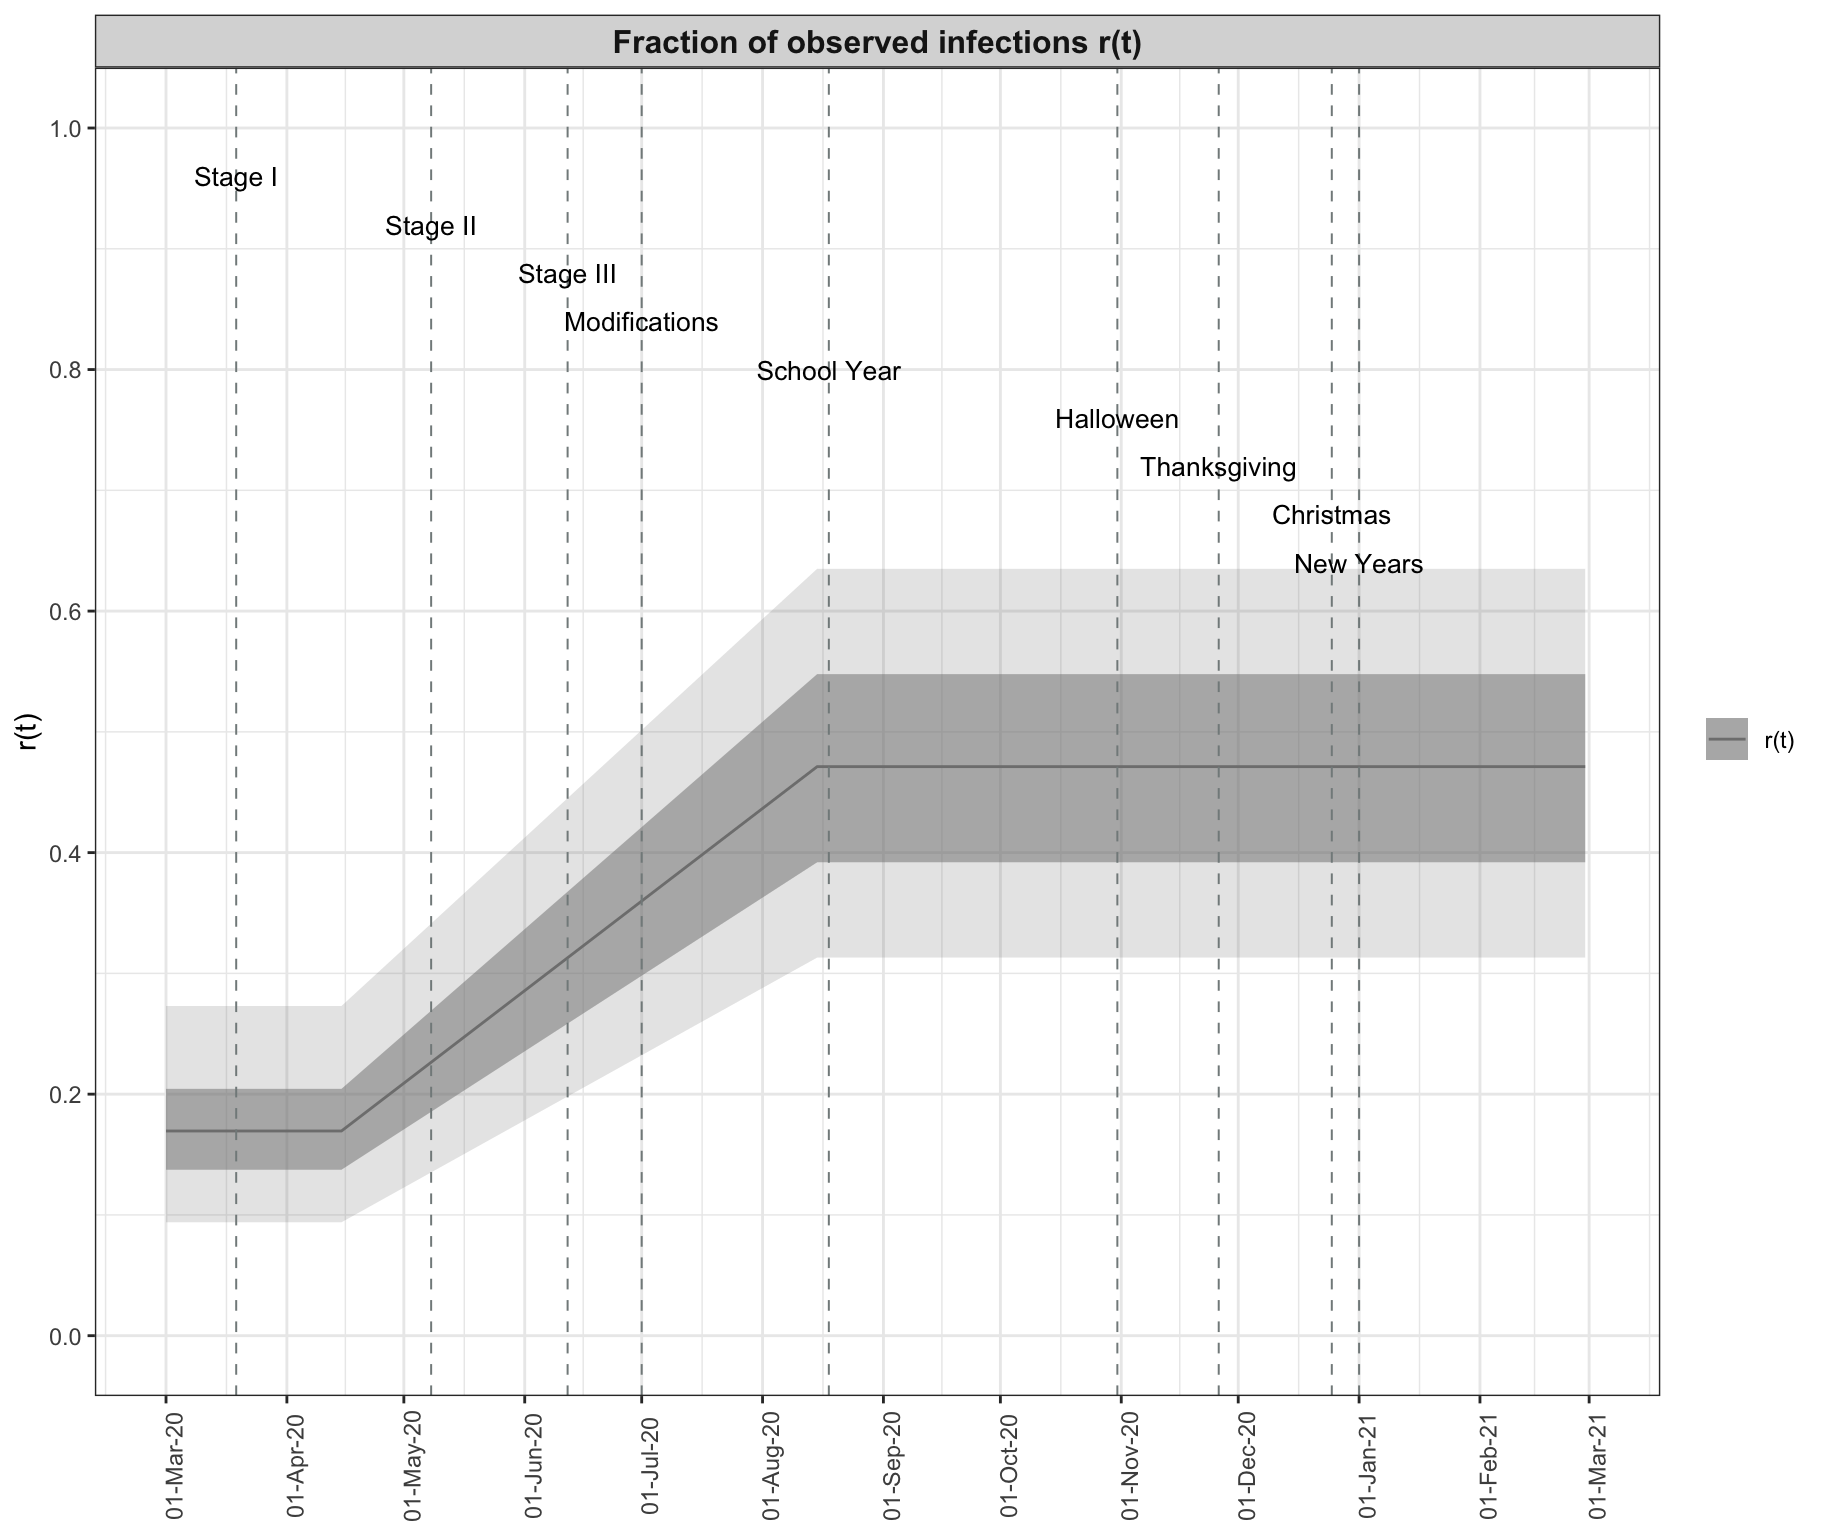 Fraction of observed infections r(t)
1.0
0.8
0.6
0.4
0.2
0.0
r(t)
Stage I
Stage II
Stage III
Modifications
School Year
Halloween
Thanksgiving
Christmas
New Years
r(t)
01-Mar-20
01-Apr-20
01-May-20
01-Jun-20
01-Jul-20
01-Aug-20
01-Sep-20
01-Oct-20
01-Nov-20
01-Dec-20
01-Jan-21
01-Feb-21
01-Mar-21